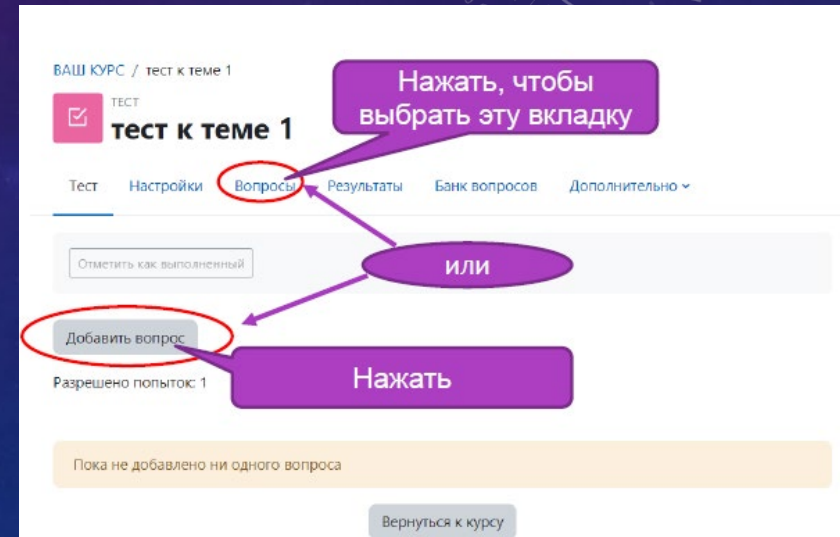 ВАШ КУРС / тест к теме 1
ТЕСТ
тест к теме 1
Нажать, чтобы
выбрать эту вкладку
Тест Настройки Вопросы Результаты Банк вопросов Дополнительно
Отметить как выполненный
или
Добавить вопрос
Нажать
Разрешено попыток: 1
Пока не добавлено ни одного вопроса
Вернуться к курсу